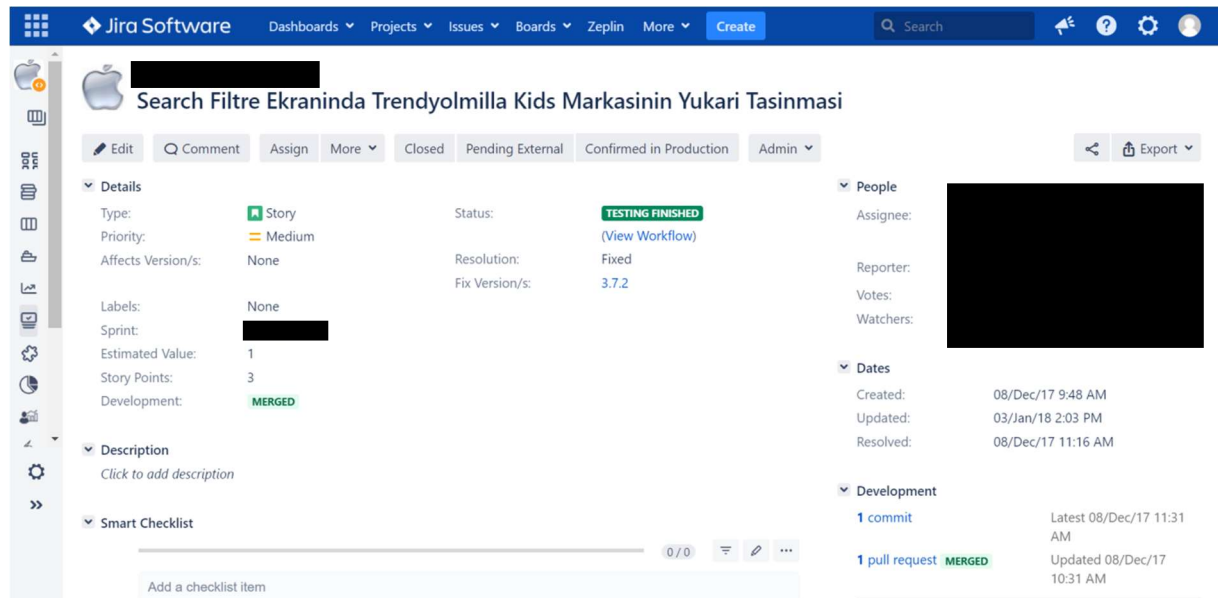 Jira Software Dashboards Projects Issues Boards Zeplin More Create Search
Search Filtre Ekraninda Trendyolmilla Kids Markasinin Yukari Tasinmasi
Edit Comment Assign More Closed Pending External Confirmed in Production Admin Export
Details
Type: Story
Priority: Medium
Affects Version/s: None
Labels: None
Sprint:
Estimated Value: 1
Story Points: 3
Development: MERGED
Status: TESTING FINISHED
(View Workflow)
Resolution: Fixed
Fix Version/s: 3.7.2
Description
Click to add description
Smart Checklist
0/0
Add a checklist item
People
Assignee:
Reporter:
Votes:
Watchers:
Dates
Created: 08/Dec/17 9:48 AM
Updated: 03/Jan/18 2:03 PM
Resolved: 08/Dec/17 11:16 AM
Development
1 commit Latest 08/Dec/17 11:31
AM
1 pull request MERGED Updated 08/Dec/17
10:31 AM